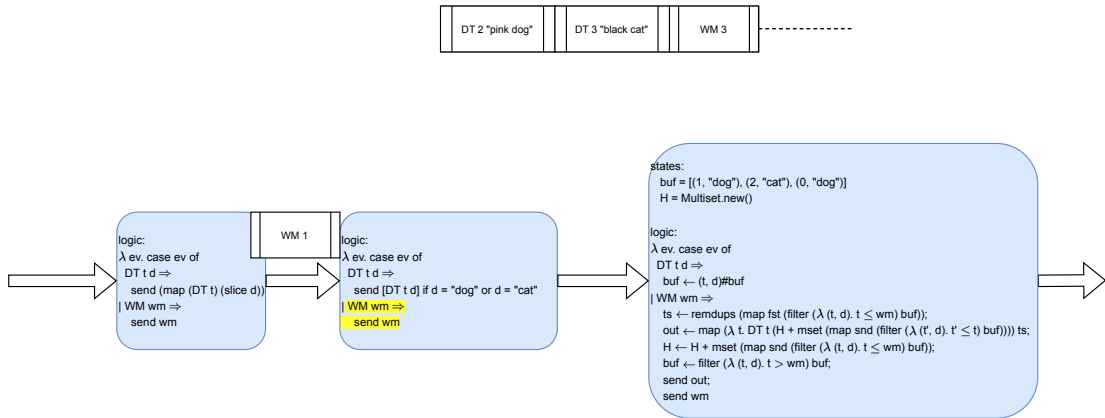 DT 2 "pink dog"
DT 3 "black cat"
WM 3
WM 1
logic:
λ ev. case ev of
DT t d ⇒
send (map (DT t) (slice d))
| WM wm ⇒
send wm
logic:
λ ev. case ev of
DT t d ⇒
send [DT t d] if d = "dog" or d = "cat"
| WM wm ⇒
send wm
states:
buf = [(1, "dog"), (2, "cat"), (0, "dog")]
H = Multiset.new()
logic:
λ ev. case ev of
DT t d ⇒
buf ← (t, d)#buf
| WM wm ⇒
ts ← remdups (map fst (filter (λ (t, d). t ≤ wm) buf));
out ← map (λ t. DT t (H + mset (map snd (filter (λ (t', d). t' ≤ t) buf)))) ts;
H ← H + mset (map snd (filter (λ (t, d). t ≤ wm) buf));
buf ← filter (λ (t, d). t > wm) buf;
send out;
send wm